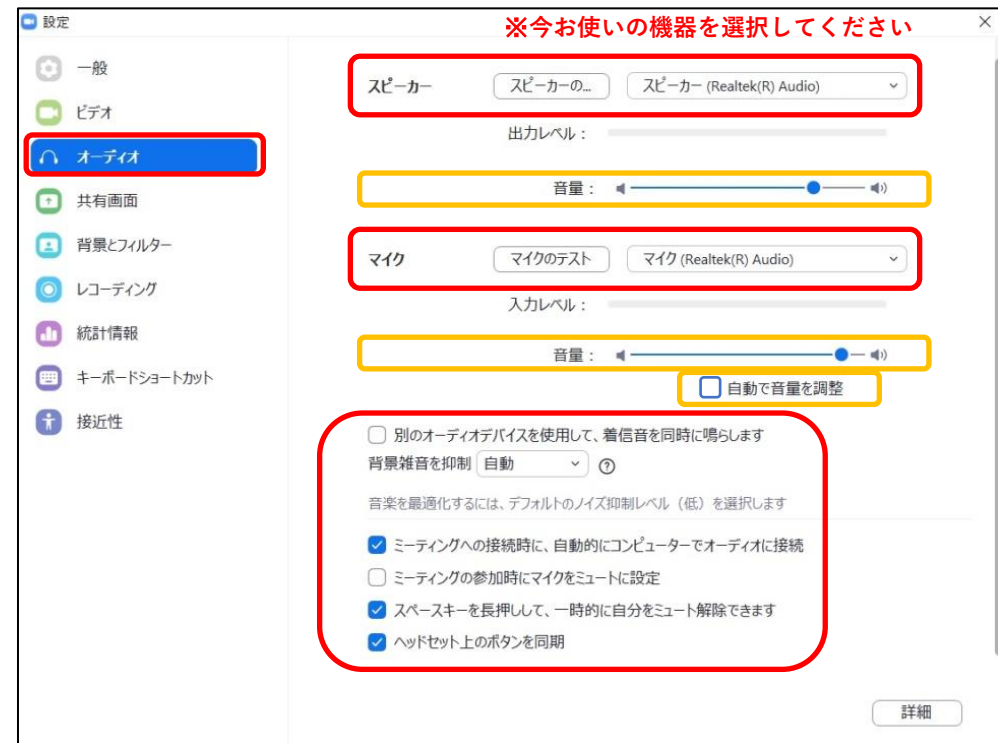 設定
※今お使いの機器を選択してください
一般
ビデオ
オーディオ
共有画面
背景とフィルター
レコーディング
統計情報
キーボードショートカット
接近性
スピーカー スピーカーの... スピーカー (Realtek(R) Audio)
出力レベル：
音量：
マイク マイクのテスト マイク (Realtek(R) Audio)
入力レベル：
音量：
自動で音量を調整
別のオーディオデバイスを使用して、着信音を同時に鳴らします
背景雑音を抑制 自動
音楽を最適化するには、デフォルトのノイズ抑制レベル（低）を選択します
ミーティングへの接続時に、自動的にコンピューターでオーディオに接続
ミーティングの参加時にマイクをミュートに設定
スペースキーを長押しして、一時的に自分をミュート解除できます
ヘッドセット上のボタンを同期
詳細